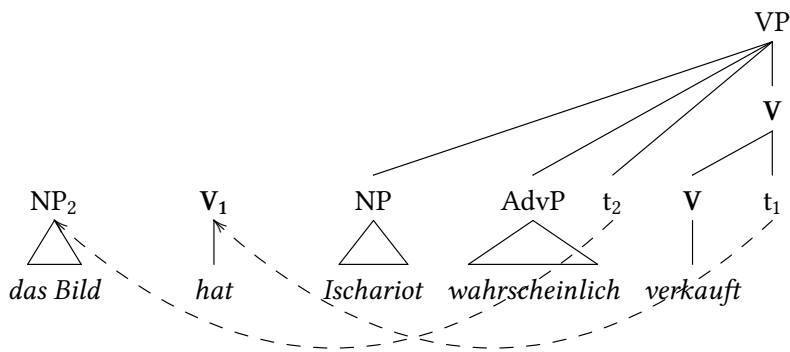 VP
V
NP₂ V₁ NP AdvP t₂ V t₁
das Bild hat Ischariot wahrscheinlich verkauft